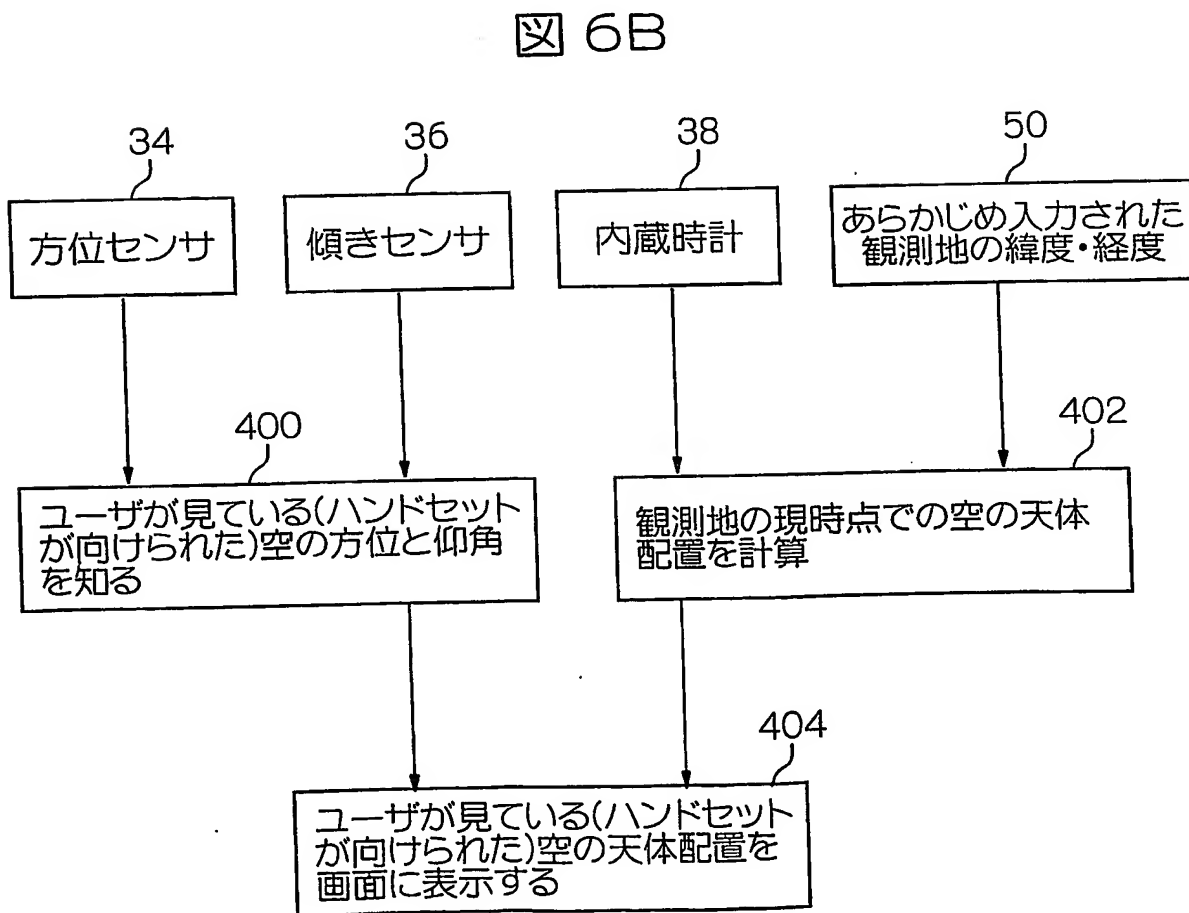 図 6B
34
36
38
50
方位センサ
傾きセンサ
内蔵時計
あらかじめ入力された
観測地の緯度・経度
400
402
ユーザが見ている(ハンドセット
が向けられた)空の方位と仰角
を知る
観測地の現時点での空の天体
配置を計算
404
ユーザが見ている(ハンドセット
が向けられた)空の天体配置を
画面に表示する